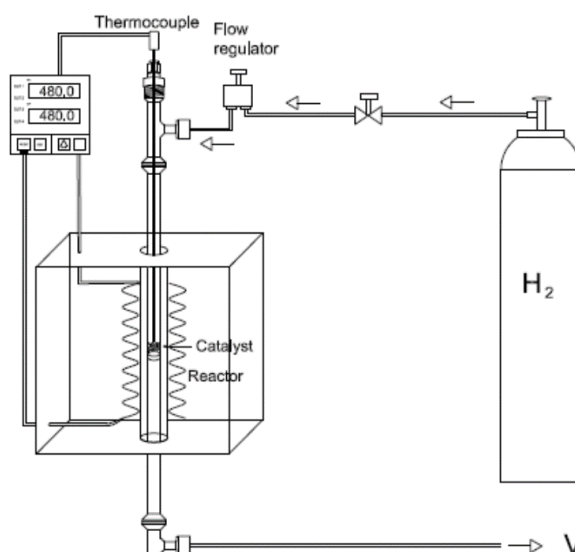 Thermocouple
Flow
regulator
480,0
480,0
H2
Catalyst
Reactor
V